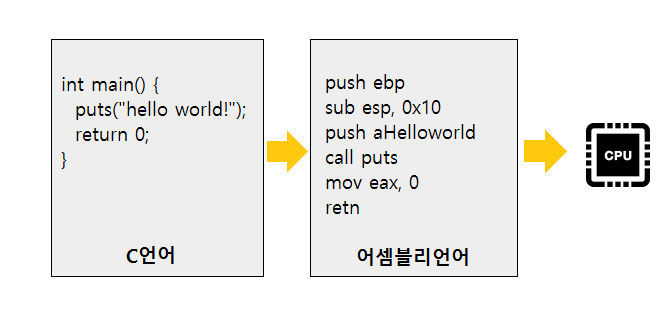 int main() {
puts("hello world!");
return 0;
}
C언어
push ebp
sub esp, 0x10
push aHelloworld
call puts
mov eax, 0
retn
어셈블리언어
CPU